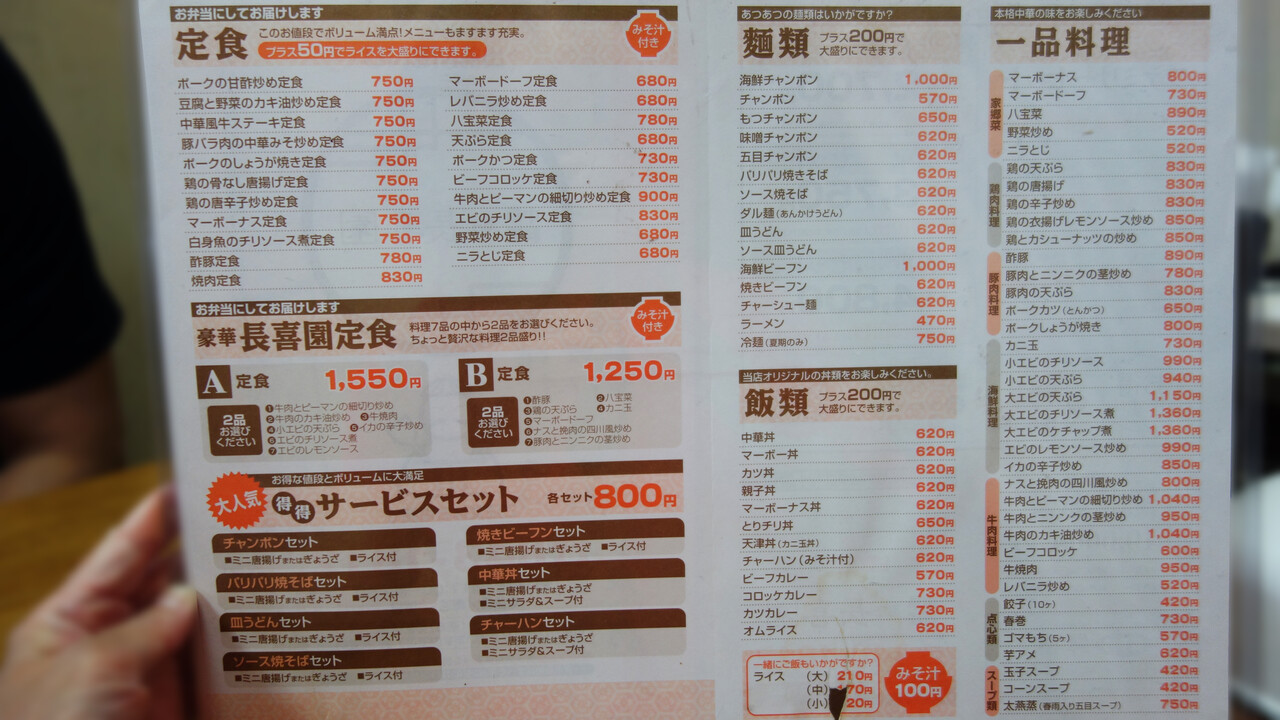 お弁当にしてお届けします
定食
このお値段でボリューム満点!メニューもますます充実。
プラス50円でライスを大盛りにできます。
みそ汁
付き
ポークの甘酢炒め定食 750円
豆腐と野菜のカキ油炒め定食 750円
中華風牛ステーキ定食 750円
豚バラ肉の中華みそ炒め定食 750円
ポークのしょうが焼き定食 750円
鶏の骨なし唐揚げ定食 750円
鶏の唐辛子炒め定食 750円
マーボーナス定食 750円
白身魚のチリソース煮定食 750円
酢豚定食 780円
焼肉定食 830円
マーボードーフ定食 680円
レバニラ炒め定食 680円
八宝菜定食 780円
天ぷら定食 680円
ポークかつ定食 730円
ビーフコロッケ定食 730円
牛肉とピーマンの細切り炒め定食 900円
エビのチリソース定食 830円
野菜炒め定食 680円
ニラとじ定食 680円
お弁当にしてお届けします
豪華 長喜園定食
料理7品の中から2品をお選びください。
ちょっと贅沢な料理2品盛り!!
みそ汁
付き
A 定食 1,550円
2品
お選び
ください
①牛肉とピーマンの細切り炒め
②牛肉のカキ油炒め ③牛焼肉
④小エビの天ぷら ⑤イカの辛子炒め
⑥エビのチリソース煮
⑦エビのレモンソース
B 定食 1,250円
2品
お選び
ください
①酢豚 ②八宝菜
③鶏の天ぷら ④カニ玉
⑤マーボードーフ
⑥ナスと挽肉の四川風炒め
⑦豚肉とニンニクの茎炒め
お得な値段とボリュームに大満足
大人気
得得サービスセット 各セット800円
チャンポンセット
■ミニ唐揚げまたはぎょうざ ■ライス付
バリバリ焼そばセット
■ミニ唐揚げまたはぎょうざ ■ライス付
皿うどんセット
■ミニ唐揚げまたはぎょうざ ■ライス付
ソース焼そばセット
■ミニ唐揚げまたはぎょうざ ■ライス付
焼きビーフンセット
■ミニ唐揚げまたはぎょうざ ■ライス付
中華丼セット
■ミニ唐揚げまたはぎょうざ
■ミニサラダ&スープ付
チャーハンセット
■ミニ唐揚げまたはぎょうざ
■ミニサラダ&スープ付
あつあつの麺類はいかがですか?
麺類
プラス200円で
大盛りにできます。
海鮮チャンポン 1,000円
チャンポン 570円
もつチャンポン 650円
味噌チャンポン 620円
五目チャンポン 620円
バリバリ焼きそば 620円
ソース焼そば 620円
ダル麺(あんかけうどん) 620円
皿うどん 620円
ソース皿うどん 620円
海鮮ビーフン 1,000円
焼きビーフン 620円
チャーシュー麺 620円
ラーメン 470円
冷麺(夏期のみ) 750円
当店オリジナルの丼類をお楽しみください。
飯類
プラス200円で
大盛りにできます。
中華丼 620円
マーボー丼 620円
カツ丼 620円
親子丼 620円
マーボーナス丼 620円
とりチリ丼 650円
天津丼(カニ玉丼) 620円
チャーハン(みそ汁付) 620円
ビーフカレー 570円
コロッケカレー 730円
カツカレー 730円
オムライス 620円
一緒にご飯もいかがですか?
ライス (大) 210円
(中) 70円
(小) 20円
みそ汁
100円
本格中華の味をお楽しみください
一品料理
家郷菜
マーボーナス 800円
マーボードーフ 730円
八宝菜 890円
野菜炒め 520円
ニラとじ 520円
鶏肉料理
鶏の天ぷら 830円
鶏の唐揚げ 830円
鶏の辛子炒め 830円
鶏の衣揚げレモンソース炒め 850円
鶏とカシューナッツの炒め 850円
豚肉料理
酢豚 890円
豚肉とニンニクの茎炒め 780円
豚肉の天ぷら 830円
ポークカツ(とんかつ) 650円
ポークしょうが焼き 800円
海鮮料理
カニ玉 730円
小エビのチリソース 990円
小エビの天ぷら 940円
大エビの天ぷら 1,150円
大エビのチリソース煮 1,360円
大エビのケチャップ煮 1,360円
エビのレモンソース炒め 990円
イカの辛子炒め 850円
牛肉料理
ナスと挽肉の四川風炒め 800円
牛肉とピーマンの細切り炒め 1,040円
牛肉とニンンクの茎炒め 950円
牛肉のカキ油炒め 1,040円
ビーフコロッケ 600円
牛焼肉 950円
レバニラ炒め 520円
点心類
餃子(10ヶ) 420円
春巻 730円
ゴマもち(5ヶ) 570円
芋アメ 620円
スープ類
玉子スープ 420円
コーンスープ 420円
太燕蒸(春雨入り五目スープ) 750円